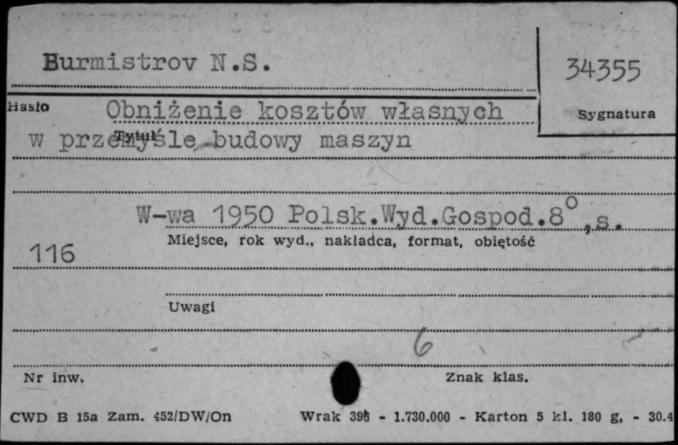 Burmistrov N.S.
34355
Hasło
Obniżenie kosztów własnych
Sygnatura
Tytuł
w przemyśle budowy maszyn
W-wa 1950 Polsk.Wyd.Gospod.8°,s.
Miejsce, rok wyd., nakładca, format, objętość
116
Uwagi
6
Nr inw.
Znak klas.
CWD B 15a Zam. 452/DW/On
Wrak 396 - 1.730.000 - Karton 5 kl. 180 g, - 30.4